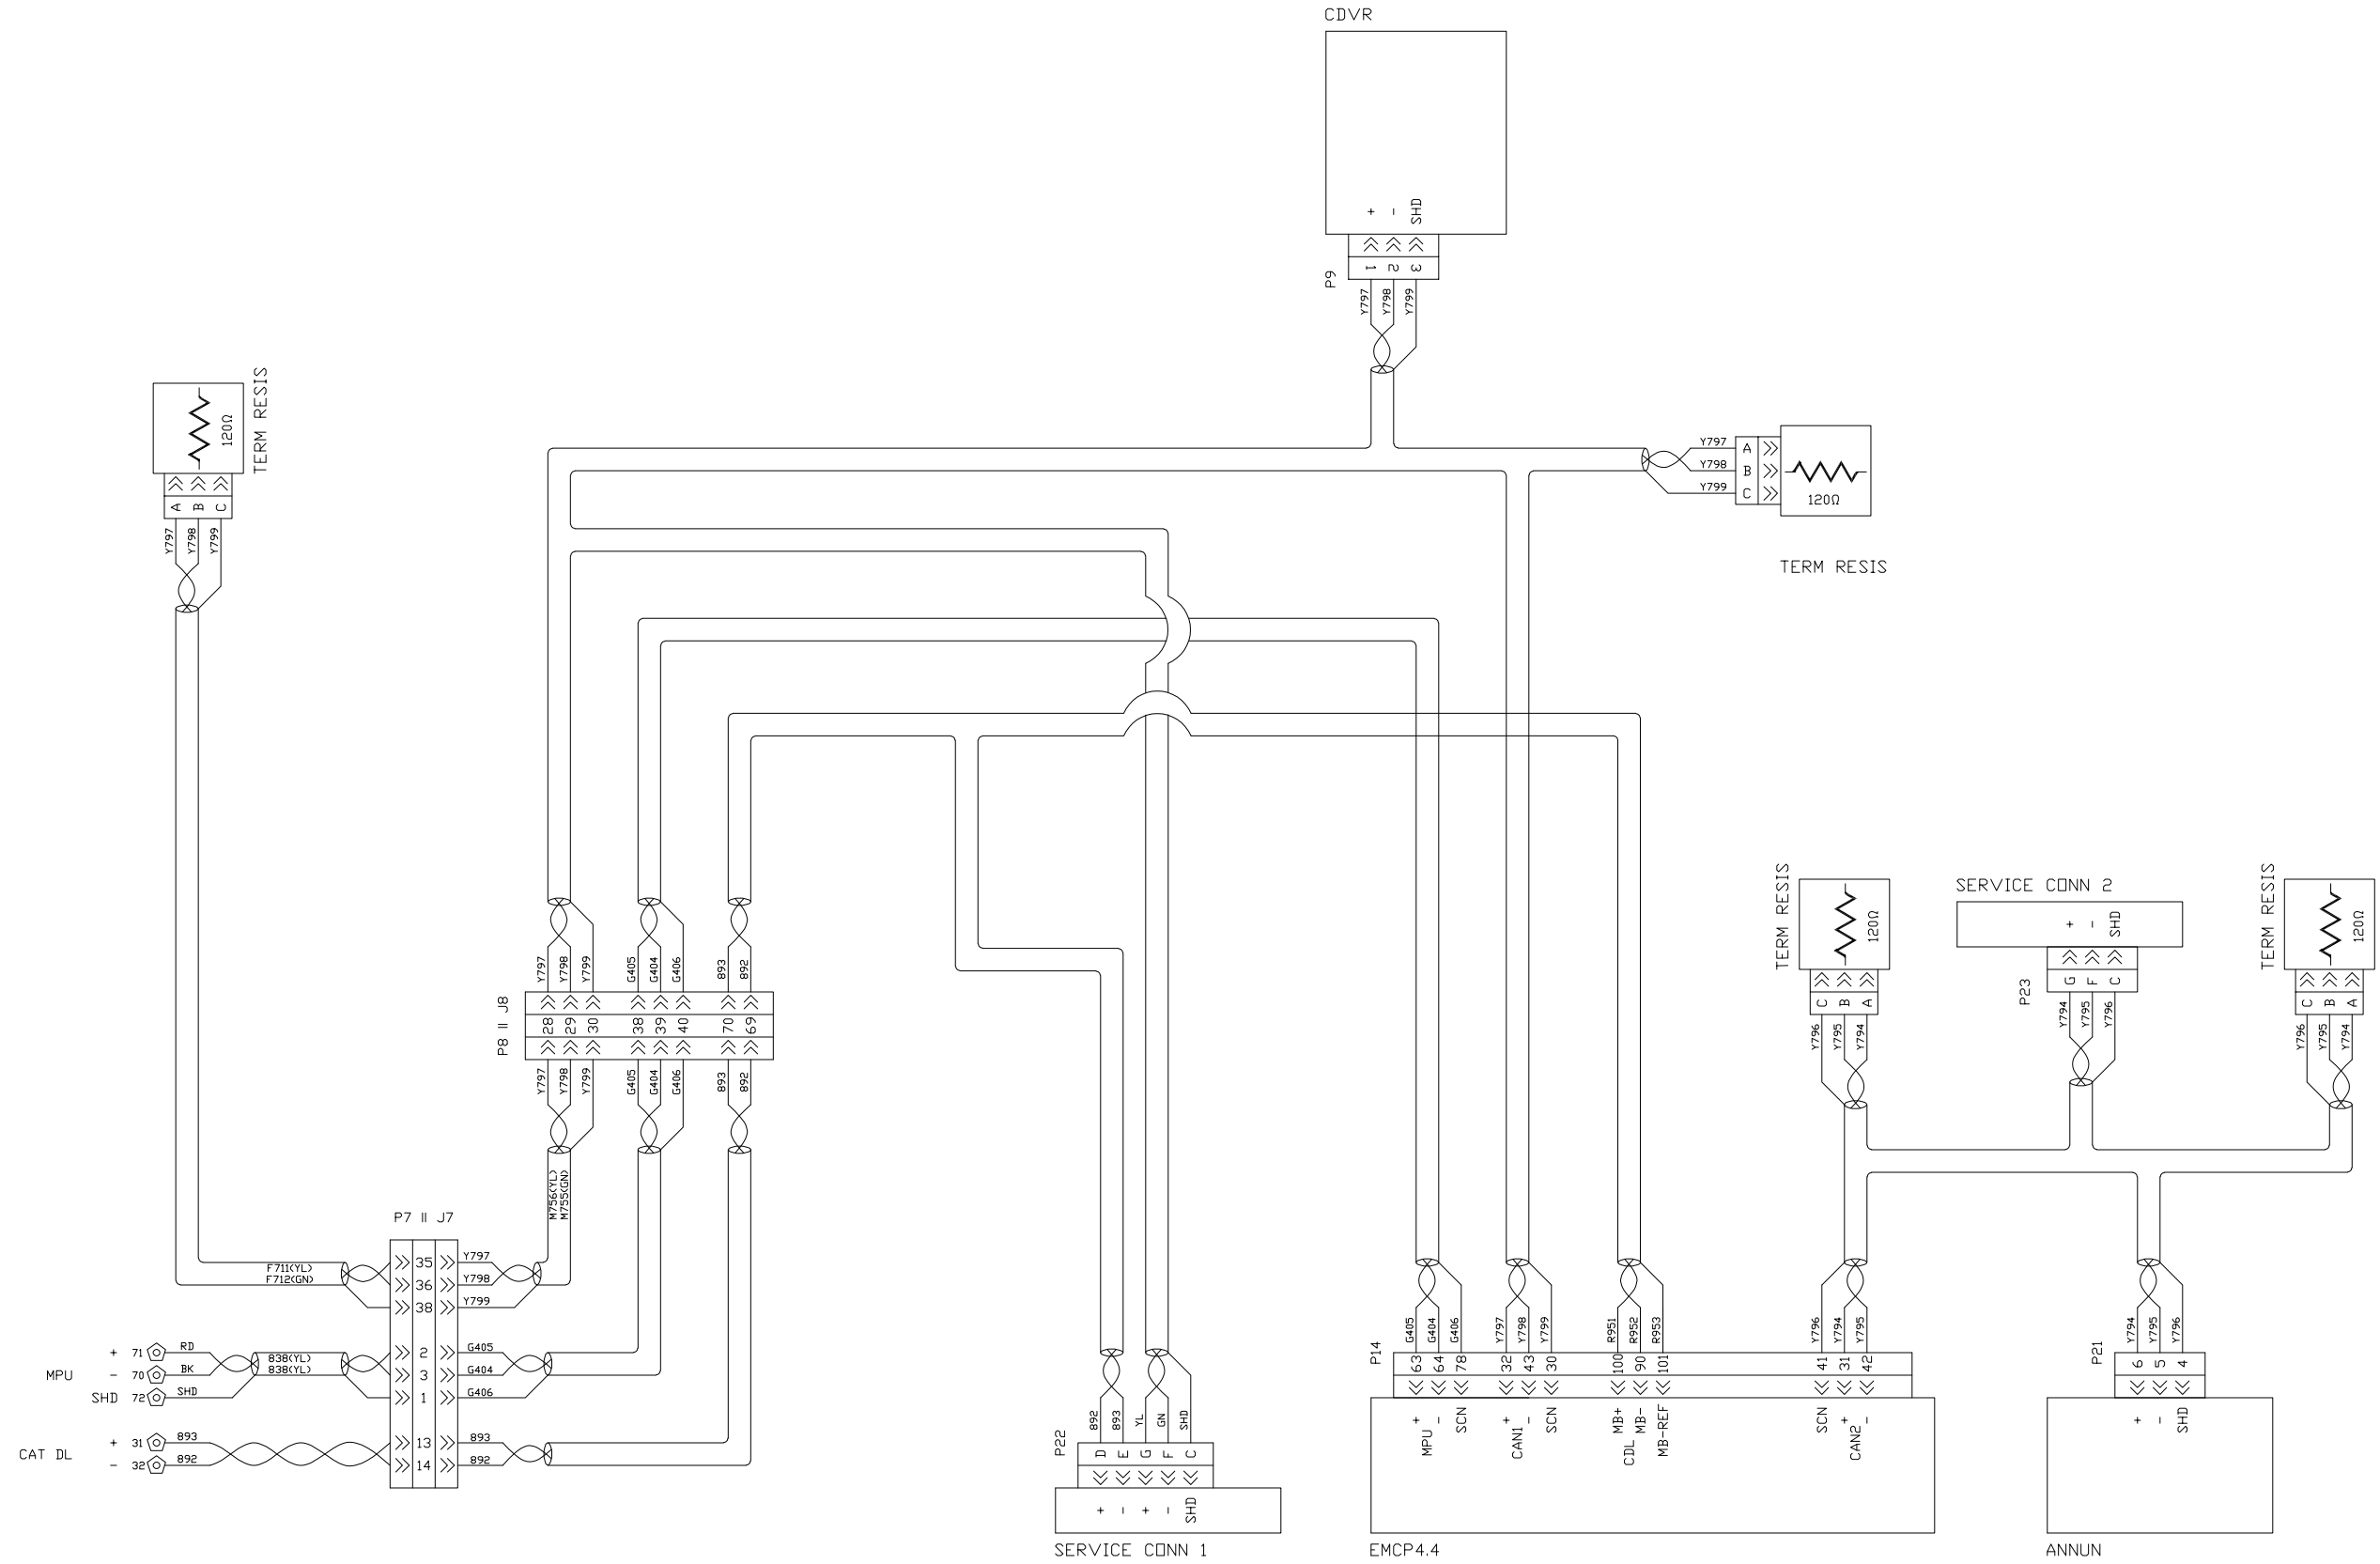 CDVR
+ - SHD
1 2 3
P9
Y797 Y798 Y799
120Ω
TERM RESIS
A B C
Y797 Y798 Y799
Y797 A
Y798 B
Y799 C
120Ω
TERM RESIS
Y797 Y798 Y799 G405 G404 G406 893 892
P8 || J8
28 29 30 38 39 40 70 69
Y797 Y798 Y799 G405 G404 G406 893 892
M756(YL)
M755(GN)
TERM RESIS
120Ω
C B A
Y796 Y795 Y794
SERVICE CONN 2
+ - SHD
P23
G F C
Y794 Y795 Y796
TERM RESIS
120Ω
C B A
Y796 Y795 Y794
P7 || J7
F711(YL)
F712(GN)
35 Y797
36 Y798
38 Y799
MPU
+ 71 RD 838(YL) 2 G405
- 70 BK 838(YL) 3 G404
SHD 72 SHD 1 G406
CAT DL
+ 31 893 13 893
- 32 892 14 892
892 893 YL GN SHD
P22
D E G F C
+ - + - SHD
SERVICE CONN 1
G405 G404 G406 Y797 Y798 Y799 R951 R952 R953 Y796 Y794 Y795
P14
63 64 78 32 43 30 100 90 101 41 31 42
MPU + - SCN
CAN1 + - SCN
CDL MB+ MB- MB-REF
SCN CAN2 + -
EMCP4.4
Y794 Y795 Y796
P21
6 5 4
+ - SHD
ANNUN